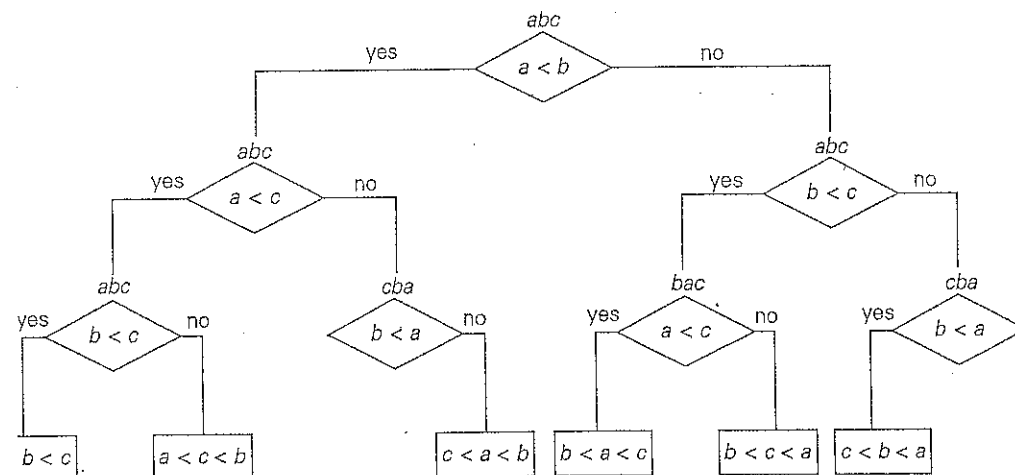 abc
yes a < b no
abc abc
yes a < c no yes b < c no
abc cba bac cba
yes b < c no b < a no yes a < c no yes b < a
b < c a < c < b c < a < b b < a < c b < c < a c < b < a